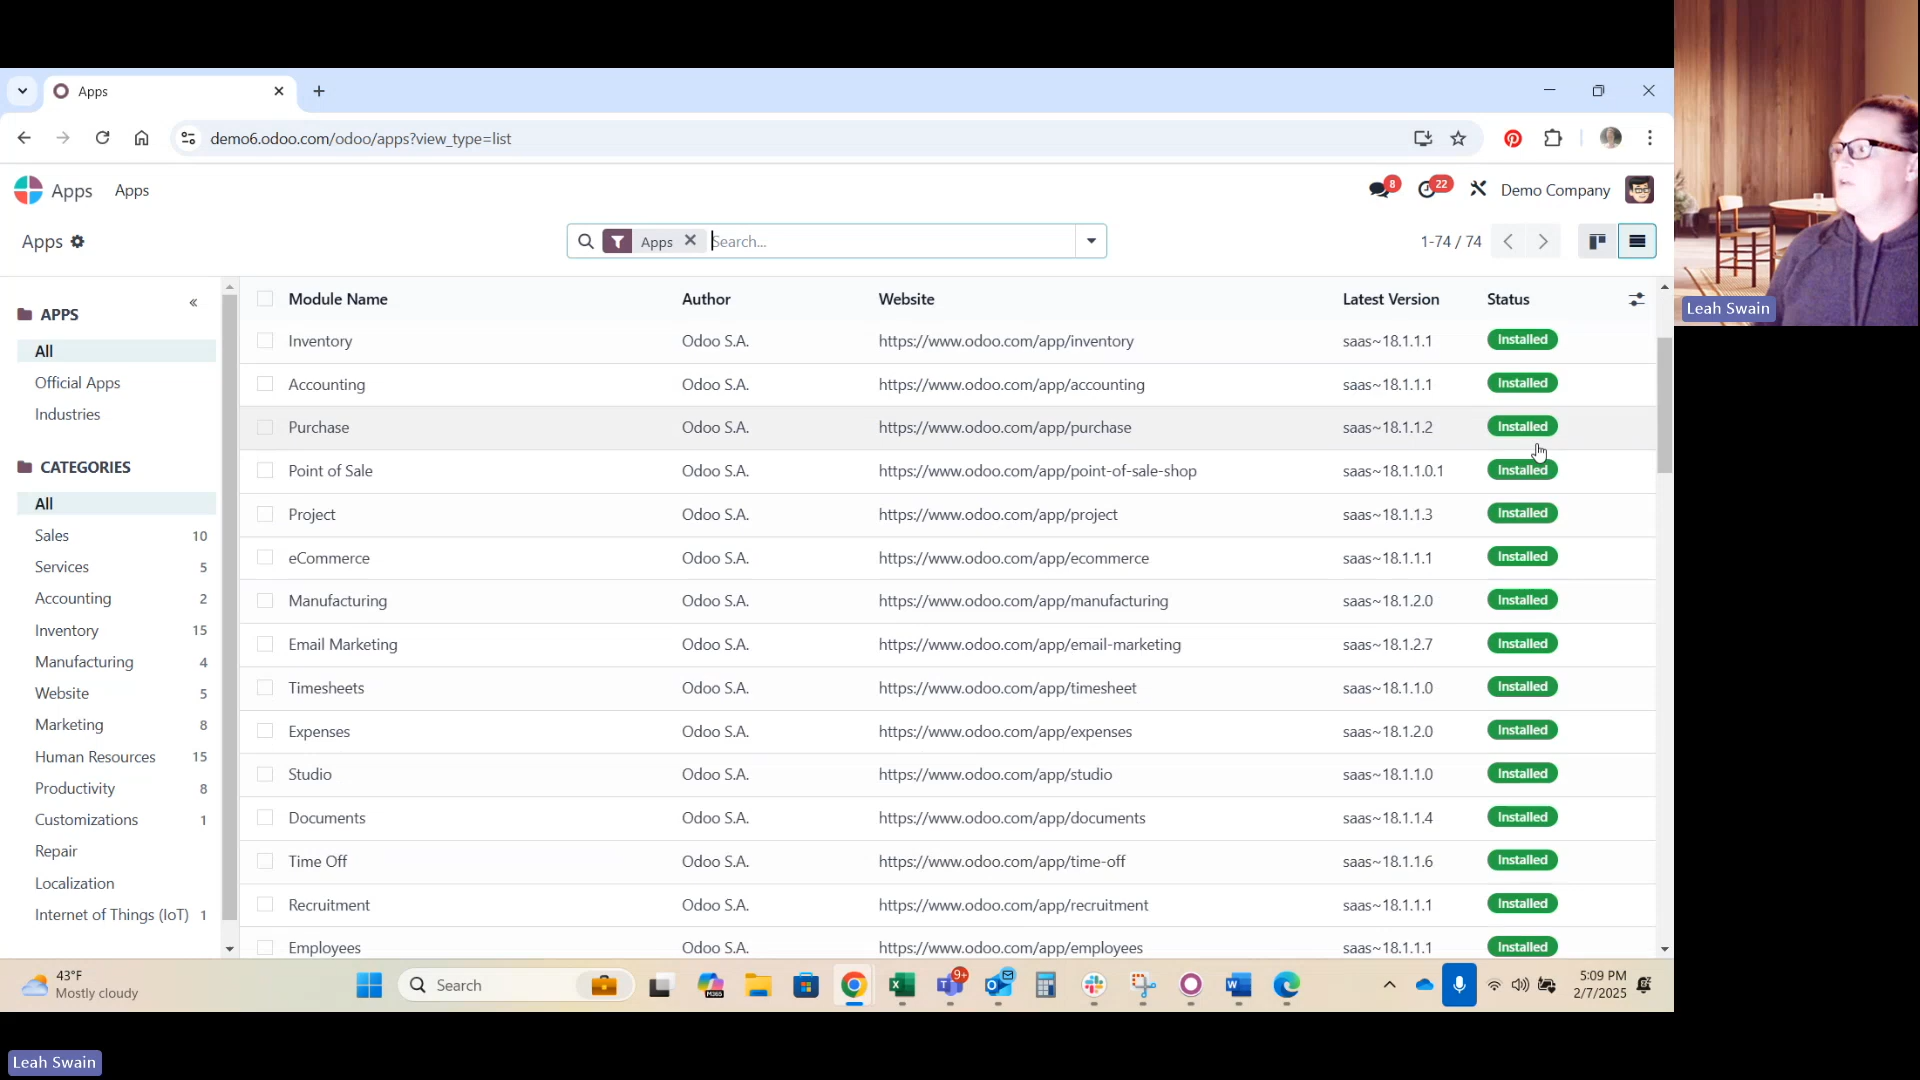 Apps
demo6.odoo.com/odoo/apps?view_type=list
Apps Apps
8
22
Demo Company
Apps
Apps
Search...
1-74 / 74
Leah Swain
APPS
All
Official Apps
Industries
CATEGORIES
All
Sales 10
Services 5
Accounting 2
Inventory 15
Manufacturing 4
Website 5
Marketing 8
Human Resources 15
Productivity 8
Customizations 1
Repair
Localization
Internet of Things (IoT) 1
Module Name Author Website Latest Version Status
Inventory Odoo S.A. https://www.odoo.com/app/inventory saas~18.1.1.1 Installed
Accounting Odoo S.A. https://www.odoo.com/app/accounting saas~18.1.1.1 Installed
Purchase Odoo S.A. https://www.odoo.com/app/purchase saas~18.1.1.2 Installed
Point of Sale Odoo S.A. https://www.odoo.com/app/point-of-sale-shop saas~18.1.1.0.1 Installed
Project Odoo S.A. https://www.odoo.com/app/project saas~18.1.1.3 Installed
eCommerce Odoo S.A. https://www.odoo.com/app/ecommerce saas~18.1.1.1 Installed
Manufacturing Odoo S.A. https://www.odoo.com/app/manufacturing saas~18.1.2.0 Installed
Email Marketing Odoo S.A. https://www.odoo.com/app/email-marketing saas~18.1.2.7 Installed
Timesheets Odoo S.A. https://www.odoo.com/app/timesheet saas~18.1.1.0 Installed
Expenses Odoo S.A. https://www.odoo.com/app/expenses saas~18.1.2.0 Installed
Studio Odoo S.A. https://www.odoo.com/app/studio saas~18.1.1.0 Installed
Documents Odoo S.A. https://www.odoo.com/app/documents saas~18.1.1.4 Installed
Time Off Odoo S.A. https://www.odoo.com/app/time-off saas~18.1.1.6 Installed
Recruitment Odoo S.A. https://www.odoo.com/app/recruitment saas~18.1.1.1 Installed
Employees Odoo S.A. https://www.odoo.com/app/employees saas~18.1.1.1 Installed
43°F
Mostly cloudy
Search
M365
9+
5:09 PM
2/7/2025
Leah Swain